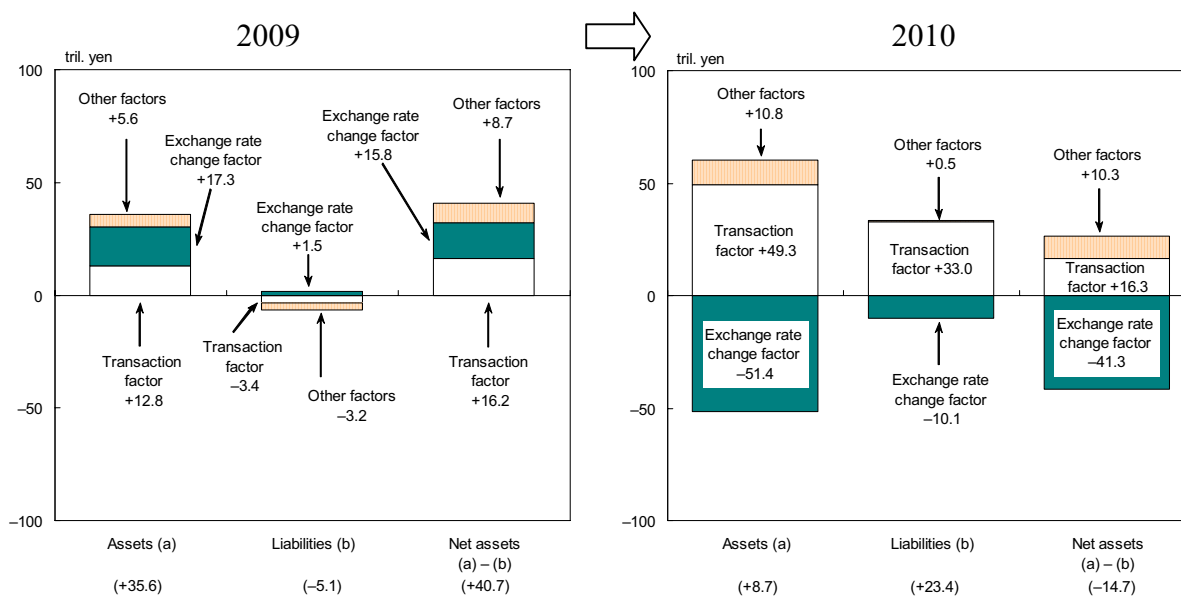 2009
tril. yen
100
50
0
–50
–100
Other factors
+5.6
Exchange rate
change factor
+17.3
Transaction
factor
+12.8
Exchange rate
change factor
+1.5
Transaction
factor
–3.4
Other factors
–3.2
Exchange rate
change factor
+15.8
Other factors
+8.7
Transaction
factor
+16.2
Assets (a)
(+35.6)
Liabilities (b)
(–5.1)
Net assets
(a) – (b)
(+40.7)
2010
tril. yen
100
50
0
–50
–100
Other factors
+10.8
Transaction
factor +49.3
Exchange rate
change factor
–51.4
Other factors
+0.5
Transaction
factor +33.0
Exchange rate
change factor
–10.1
Other factors
+10.3
Transaction
factor +16.3
Exchange rate
change factor
–41.3
Assets (a)
(+8.7)
Liabilities (b)
(+23.4)
Net assets
(a) – (b)
(–14.7)